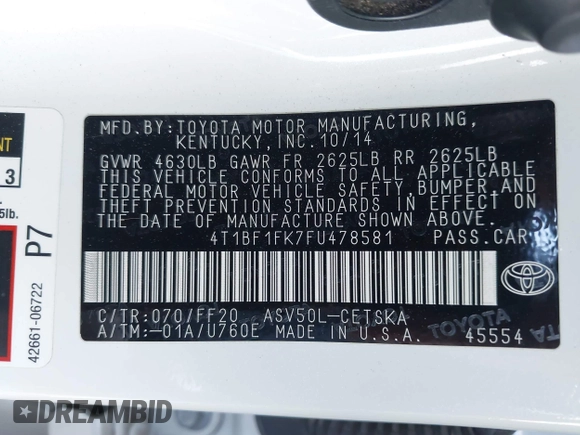 MFD.BY:TOYOTA MOTOR MANUFACTURING,
KENTUCKY, INC.10/14
GVWR 4630LB GAWR FR 2625LB RR 2625LB
THIS VEHICLE CONFORMS TO ALL APPLICABLE
FEDERAL MOTOR VEHICLE SAFETY,BUMPER,AND
THEFT PREVENTION STANDARDS IN EFFECT ON
THE DATE OF MANUFACTURE SHOWN ABOVE.
4T1BF1FK7FU478581 PASS.CAR
C/TR:070/FF20 ASV50L-CETSKA
A/TM:-01A/U760E MADE IN U.S.A. 45554
TOYOTA
P7
42661-06722
3
5lb.
DREAMBID